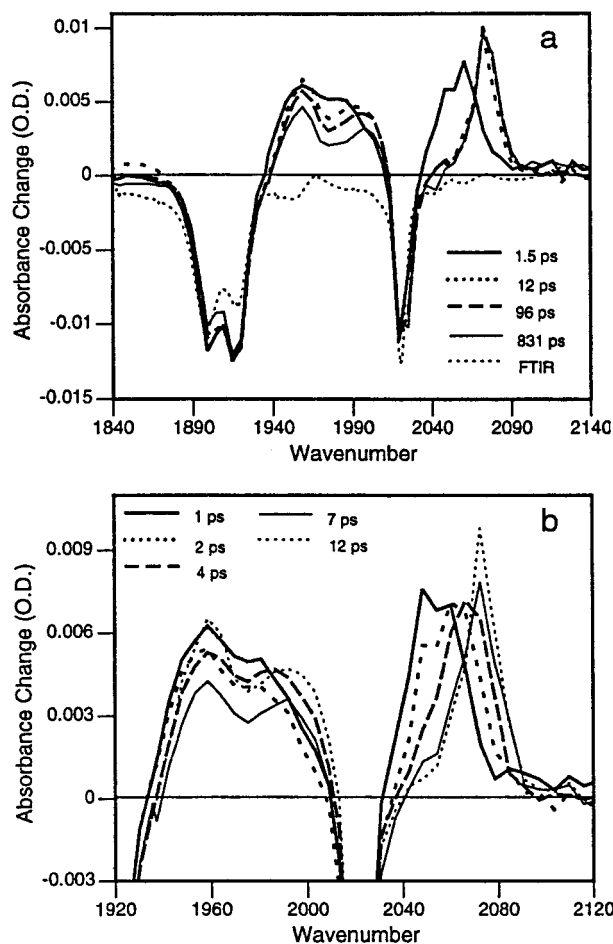 a
0.01
0.005
0
-0.005
-0.01
-0.015
Absorbance Change (O.D.)
1.5 ps
12 ps
96 ps
831 ps
FTIR
1840 1890 1940 1990 2040 2090 2140
Wavenumber
b
1 ps 7 ps
2 ps 12 ps
4 ps
0.009
0.006
0.003
0
-0.003
Absorbance Change (O.D.)
1920 1960 2000 2040 2080 2120
Wavenumber